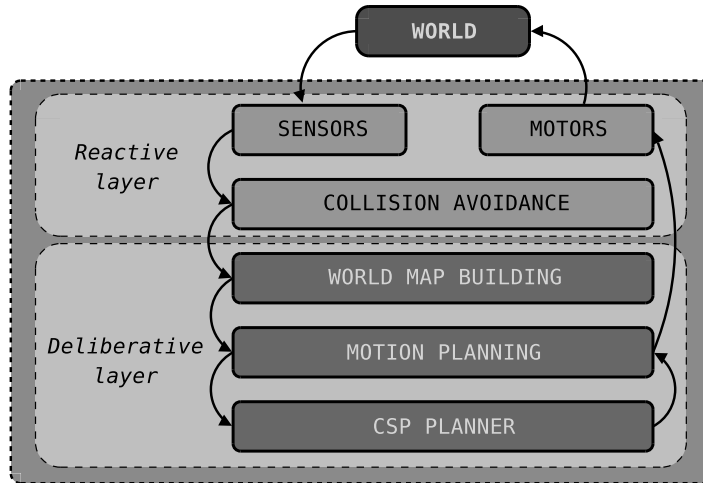 WORLD
SENSORS
MOTORS
Reactive
layer
COLLISION AVOIDANCE
WORLD MAP BUILDING
Deliberative
layer
MOTION PLANNING
CSP PLANNER